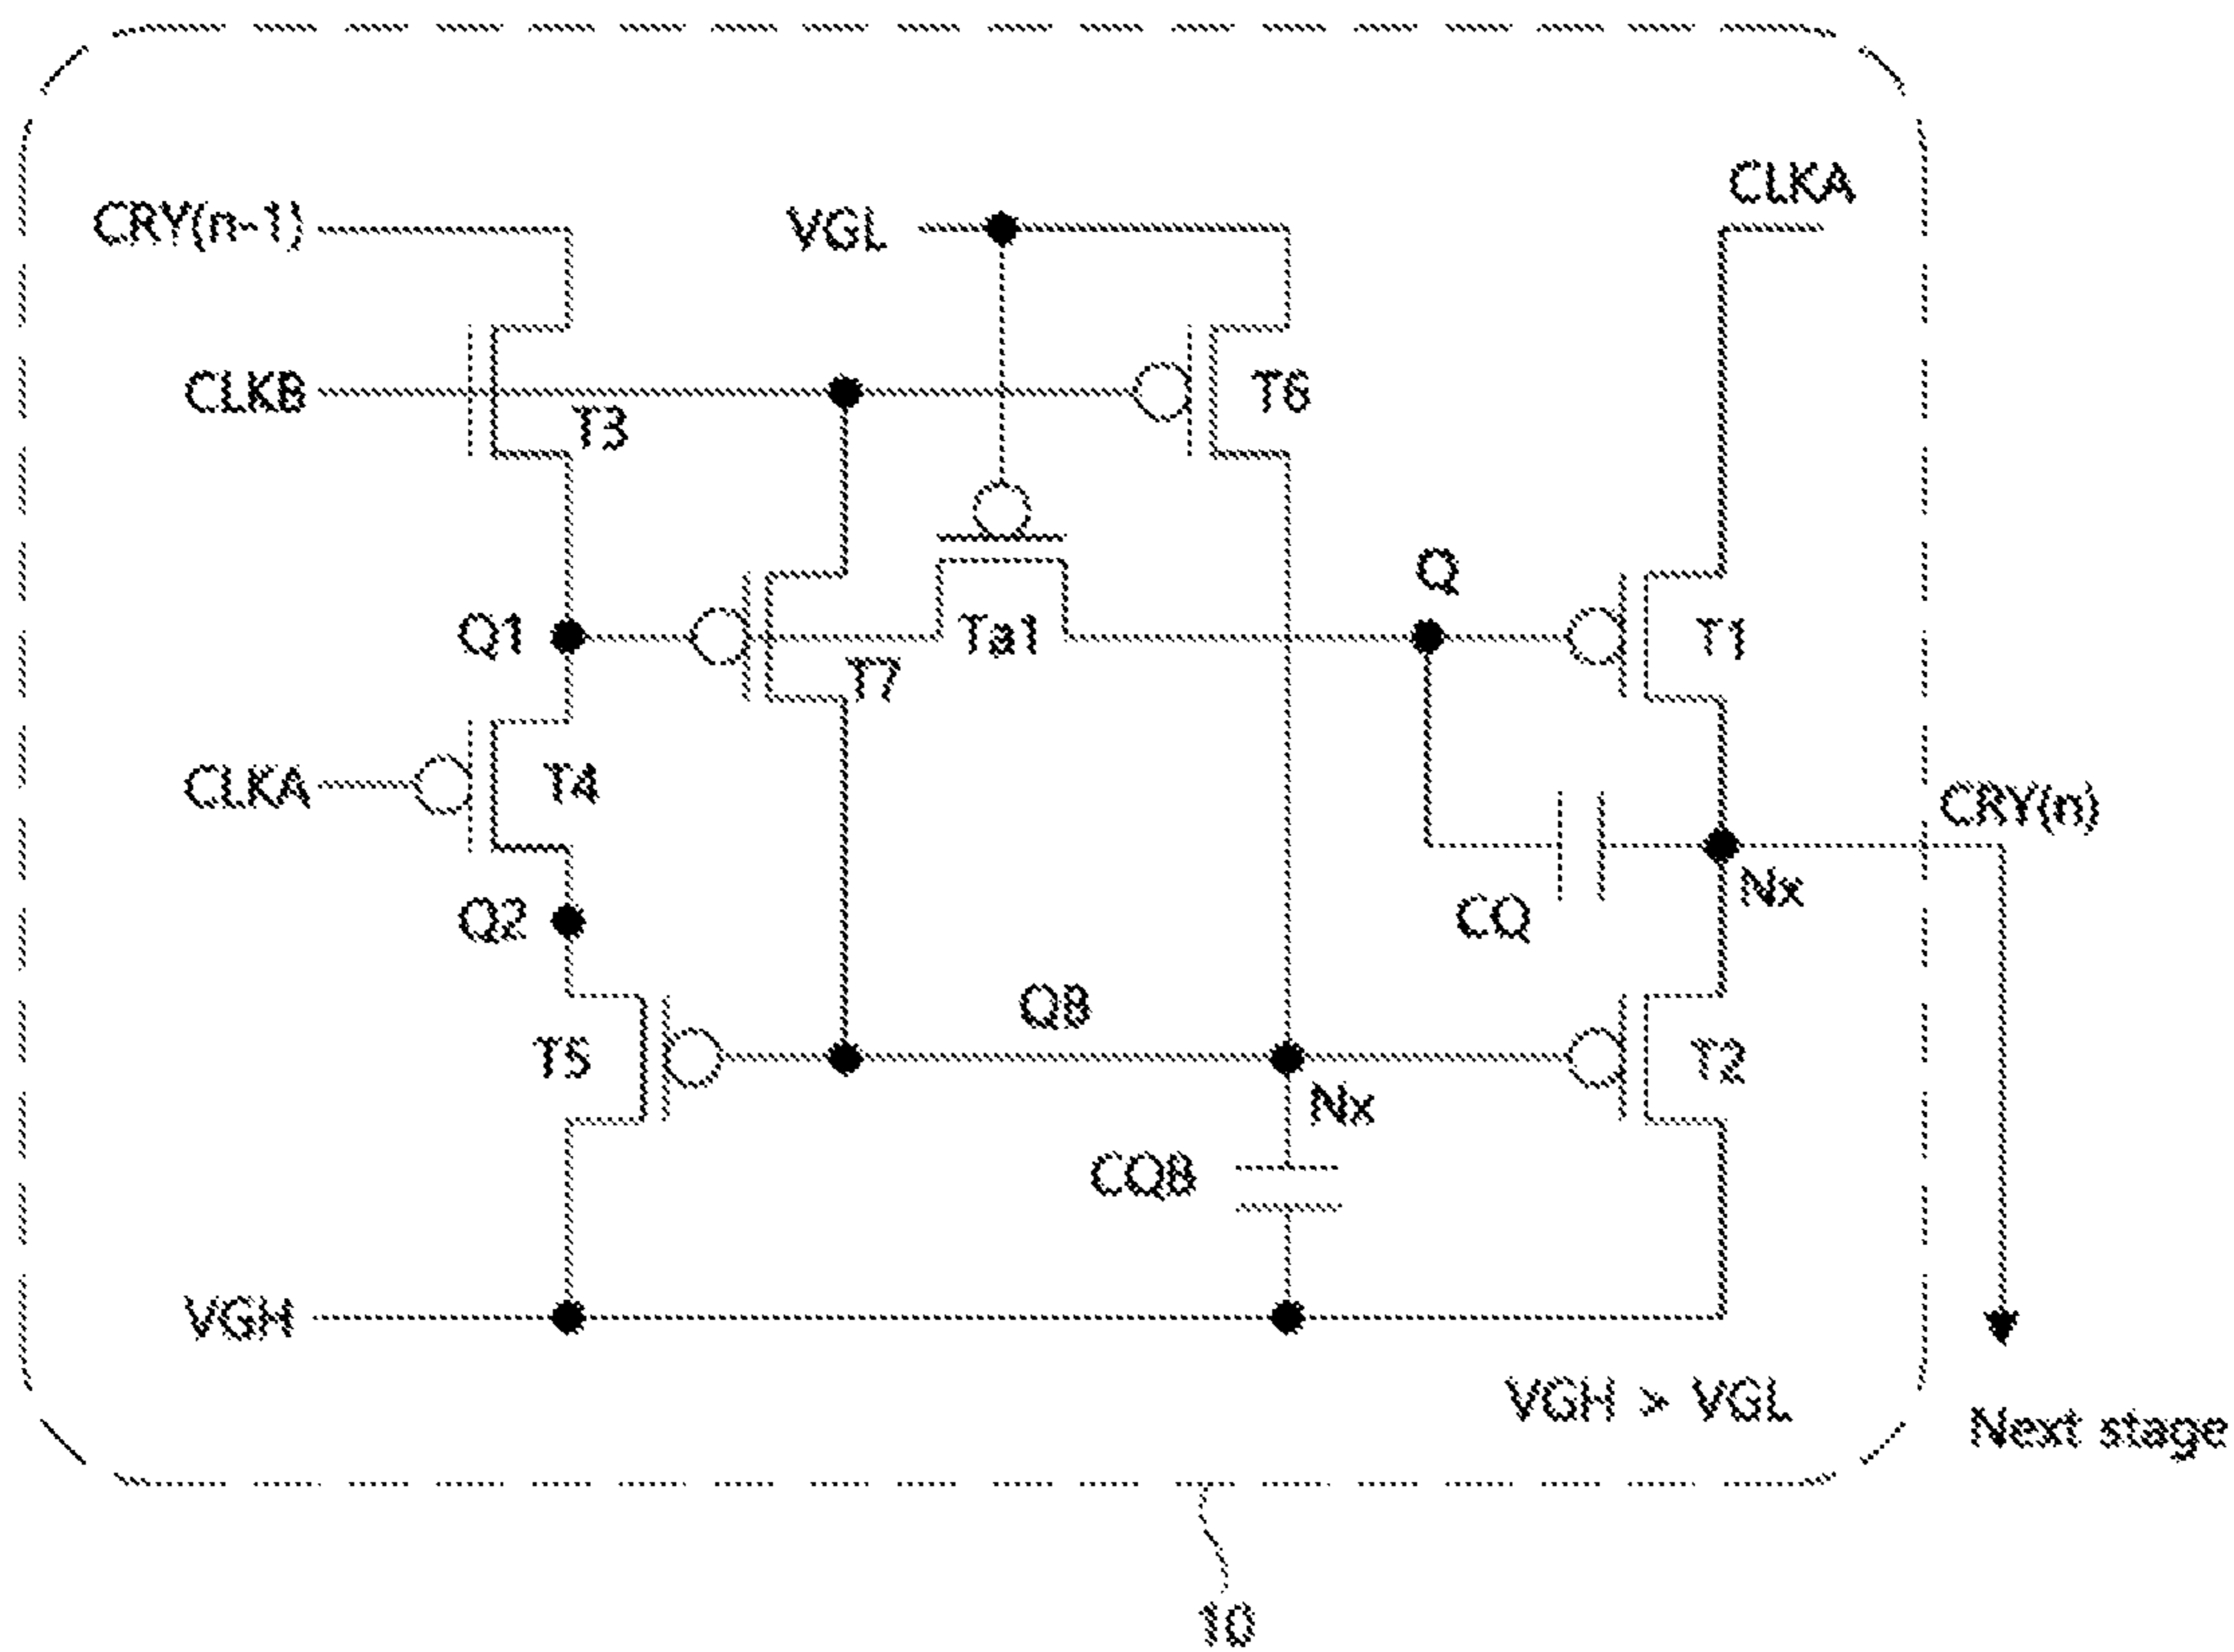 CLKA
CRY(n-1)
VGL
CLKB
T6
T3
Q
Q1
Ta1
T1
T7
CLKA
T4
CRY(n)
Nx
Q2
CQ
QB
T5
T2
Nx
CQB
VGH
VGH > VGL
Next stage
10